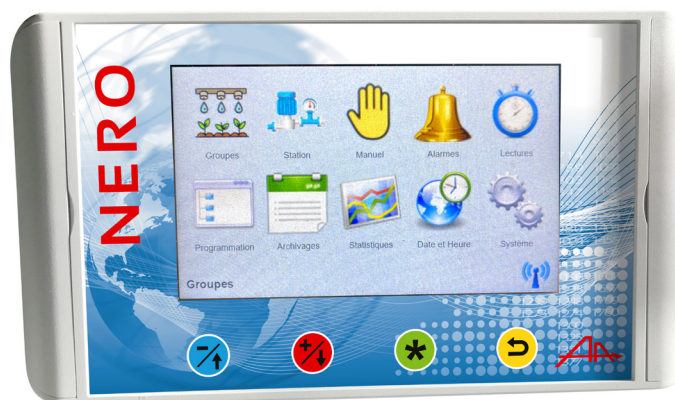 NERO
Groupes Station Manuel Alarmes Lectures
Programmation Archivages Statistiques Date et Heure Système
Groupes
-/ +/ *